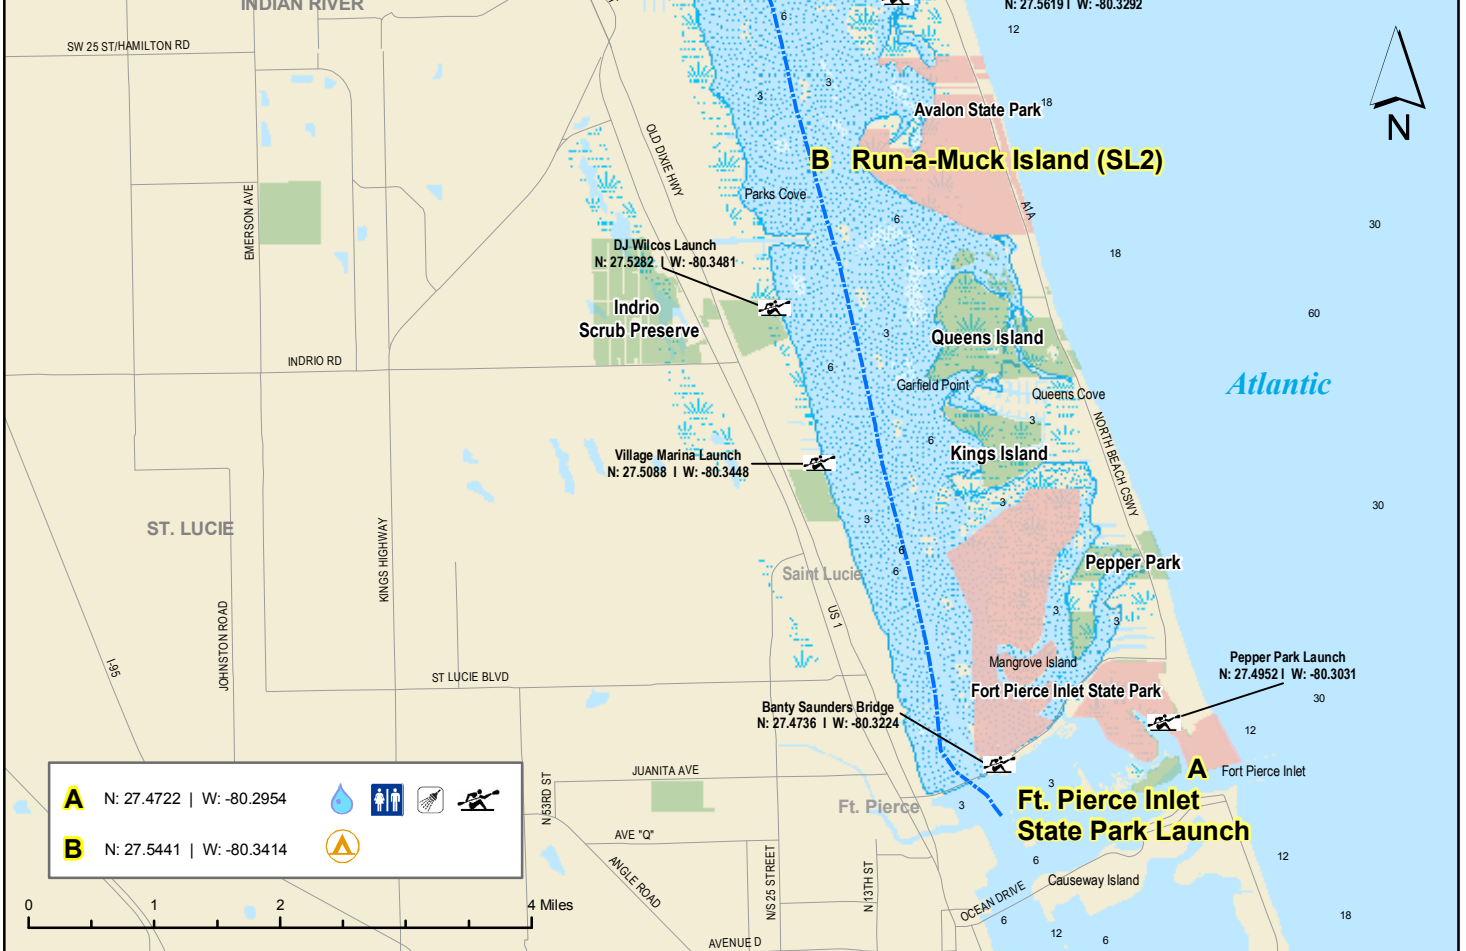 INDIAN RIVER
N: 27.5619 I W: -80.3292
6
12
SW 25 ST/HAMILTON RD
3
3
Avalon State Park
18
N
OLD DIXIE HWY
B Run-a-Muck Island (SL2)
Parks Cove
EMERSON AVE
A1A
6
30
18
DJ Wilcos Launch
N: 27.5282 I W: -80.3481
Indrio
Scrub Preserve
60
3
Queens Island
INDRIO RD
6
Garfield Point
Queens Cove
Atlantic
3
6
NORTH BEACH CSWY
Village Marina Launch
N: 27.5088 I W: -80.3448
Kings Island
3
30
3
ST. LUCIE
KINGS HIGHWAY
6
6
Saint Lucie
Pepper Park
US 1
3
3
JOHNSTON ROAD
I-95
Mangrove Island
Pepper Park Launch
N: 27.4952 I W: -80.3031
ST LUCIE BLVD
Fort Pierce Inlet State Park
30
Banty Saunders Bridge
N: 27.4736 I W: -80.3224
12
JUANITA AVE
A
Fort Pierce Inlet
3
N 53RD ST
Ft. Pierce
3
Ft. Pierce Inlet
State Park Launch
A N: 27.4722 | W: -80.2954
B N: 27.5441 | W: -80.3414
AVE "Q"
ANGLE ROAD
N/S 25 STREET
N 13TH ST
6
12
Causeway Island
OCEAN DRIVE
0 1 2 4 Miles
6
12
6
18
AVENUE D